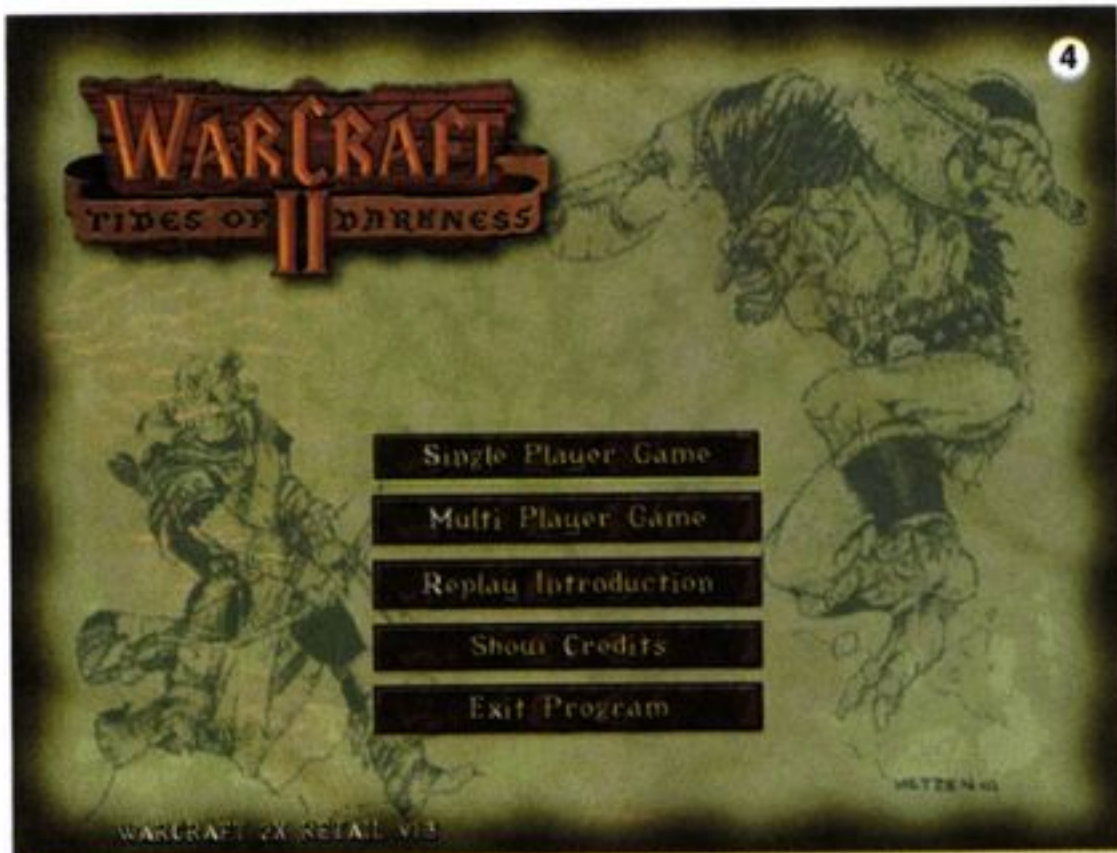 4
WARCRAFT
II
TIDES OF DARKNESS
Single Player Game
Multi Player Game
Replay Introduction
Show Credits
Exit Program
METZEN
WARCRAFT 2X RETAIL V1.3